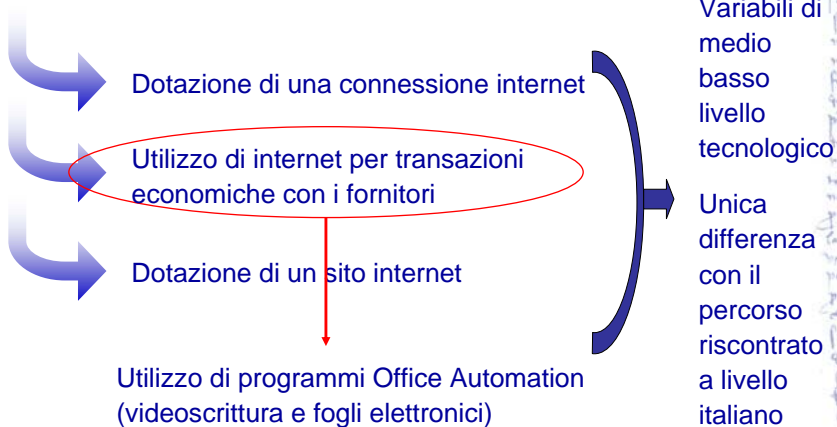 Dotazione di una connessione internet
Utilizzo di internet per transazioni
economiche con i fornitori
Dotazione di un sito internet
Utilizzo di programmi Office Automation
(videoscrittura e fogli elettronici)
Variabili di
medio
basso
livello
tecnologico
Unica
differenza
con il
percorso
riscontrato
a livello
italiano